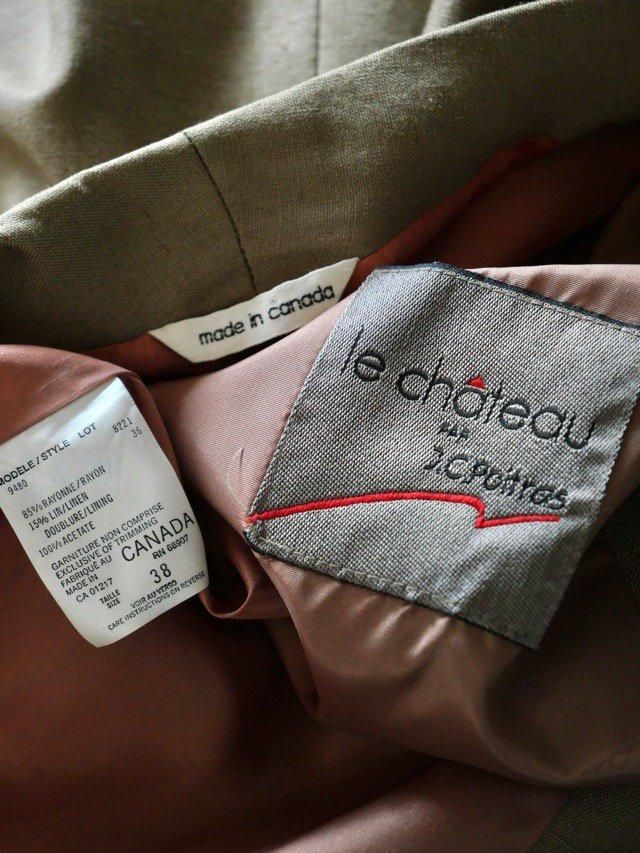 made in canada
le château
PAR
J.C.Poitras
MODELE/STYLE LOT 8221
9480 36
85%RAYONNE/RAYON
15% LIN/LINEN
DOUBLURE/LINING
100%ACETATE
GARNITURE NON COMPRISE
EXCLUSIVE OF TRIMMING
FABRIQUÉ AU
MADE IN CANADA
CA 01217 RN 66907
TAILLE
SIZE 38
VOIR AU VERSO
CARE INSTRUCTIONS ON REVERSE